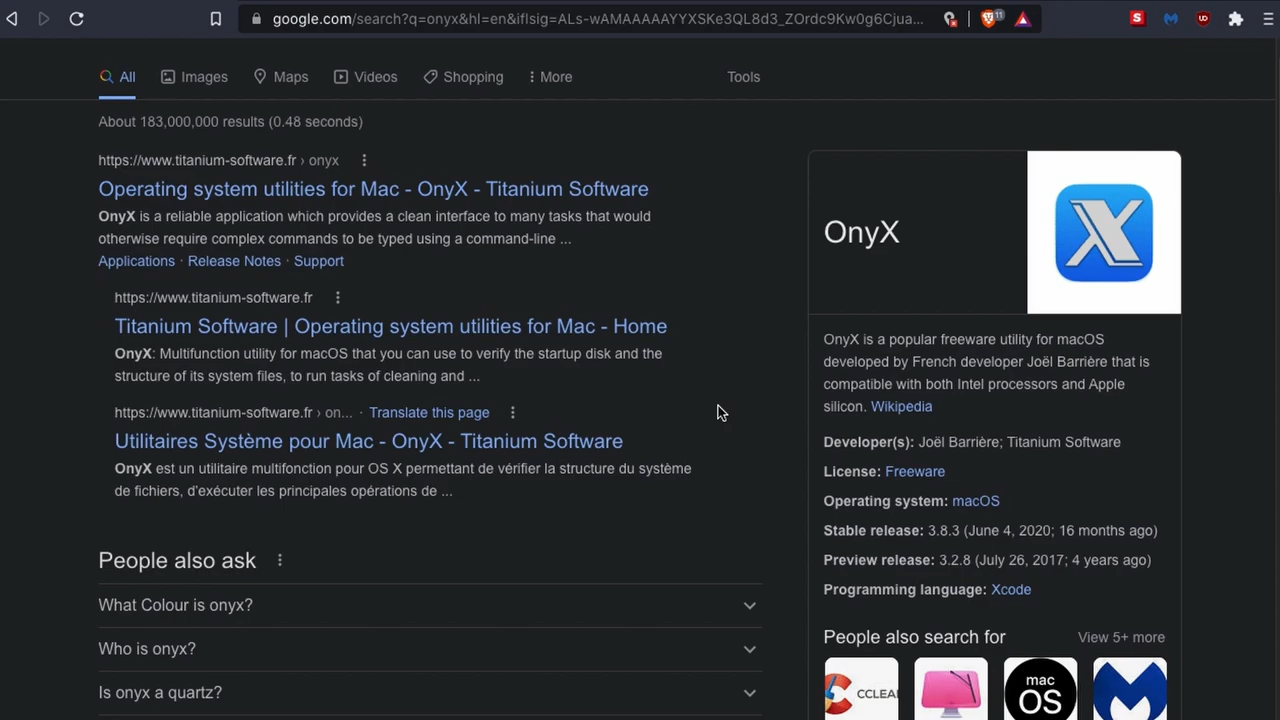 google.com/search?q=onyx&hl=en&iflsig=ALs-wAMAAAAAYYXSKe3QL8d3_ZOrdc9Kw0g6Cjua...
11
S
UD
All
Images
Maps
Videos
Shopping
More
Tools
About 183,000,000 results (0.48 seconds)
https://www.titanium-software.fr › onyx
Operating system utilities for Mac - OnyX - Titanium Software
OnyX is a reliable application which provides a clean interface to many tasks that would
otherwise require complex commands to be typed using a command-line ...
Applications · Release Notes · Support
https://www.titanium-software.fr
Titanium Software | Operating system utilities for Mac - Home
OnyX: Multifunction utility for macOS that you can use to verify the startup disk and the
structure of its system files, to run tasks of cleaning and ...
https://www.titanium-software.fr › on... · Translate this page
Utilitaires Système pour Mac - OnyX - Titanium Software
OnyX est un utilitaire multifonction pour OS X permettant de vérifier la structure du système
de fichiers, d'exécuter les principales opérations de ...
People also ask
What Colour is onyx?
Who is onyx?
Is onyx a quartz?
OnyX
X
OnyX is a popular freeware utility for macOS
developed by French developer Joël Barrière that is
compatible with both Intel processors and Apple
silicon. Wikipedia
Developer(s): Joël Barrière; Titanium Software
License: Freeware
Operating system: macOS
Stable release: 3.8.3 (June 4, 2020; 16 months ago)
Preview release: 3.2.8 (July 26, 2017; 4 years ago)
Programming language: Xcode
People also search for
View 5+ more
CCLEA
mac
OS